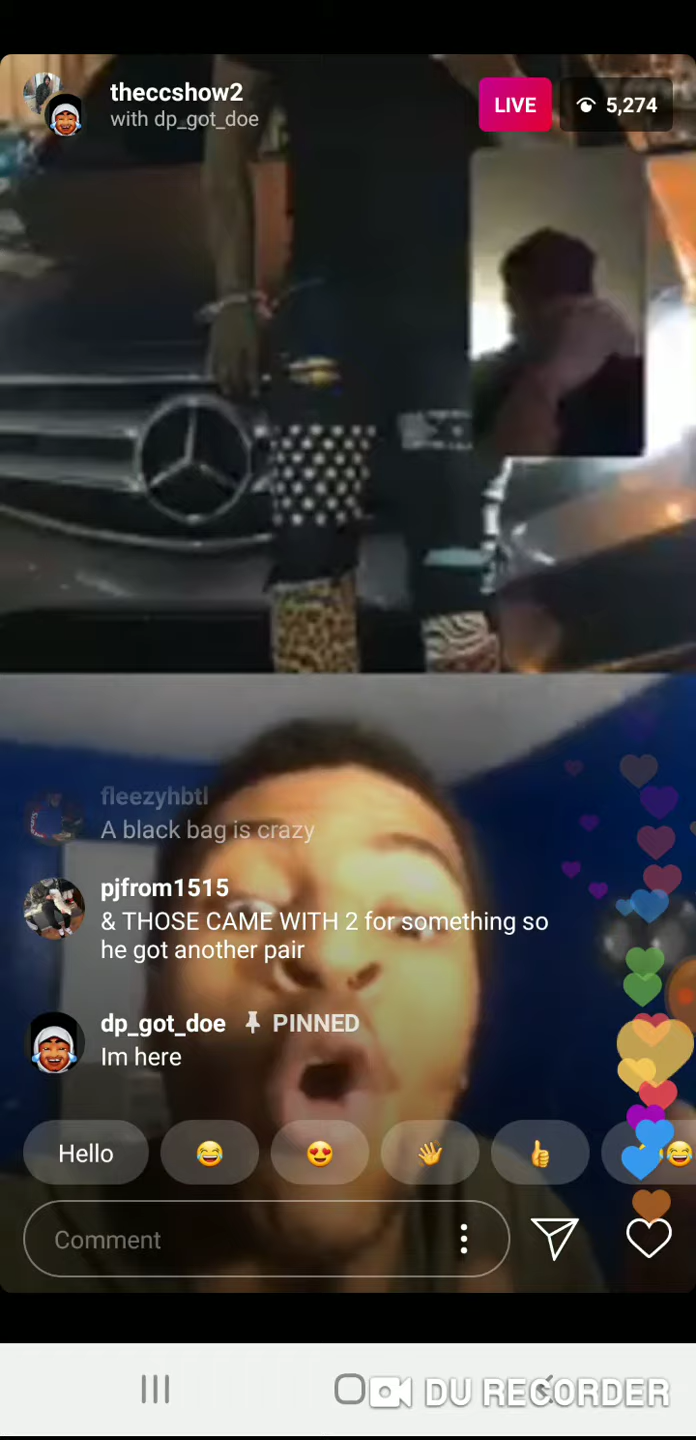 theccshow2
with dp_got_doe
LIVE
5,274
fleezyhbtl
A black bag is crazy
pjfrom1515
& THOSE CAME WITH 2 for something so
he got another pair
dp_got_doe PINNED
Im here
Hello
Comment
DU RECORDER